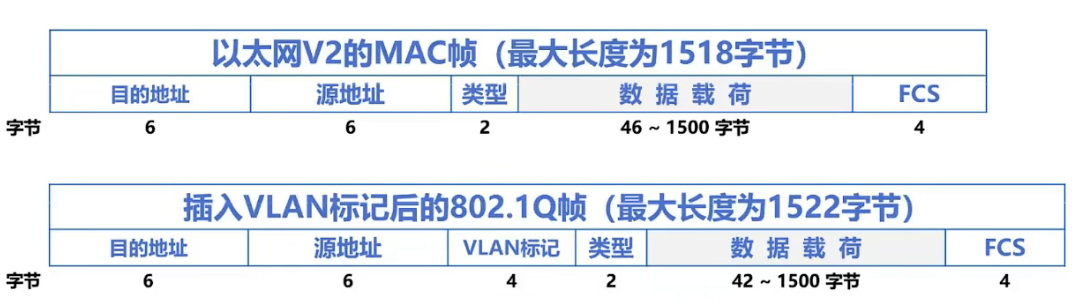 以太网V2的MAC帧（最大长度为1518字节）
目的地址 源地址 类型 数据载荷 FCS
字节 6 6 2 46 ~ 1500 字节 4
插入VLAN标记后的802.1Q帧（最大长度为1522字节）
目的地址 源地址 VLAN标记 类型 数据载荷 FCS
字节 6 6 4 2 42 ~ 1500 字节 4